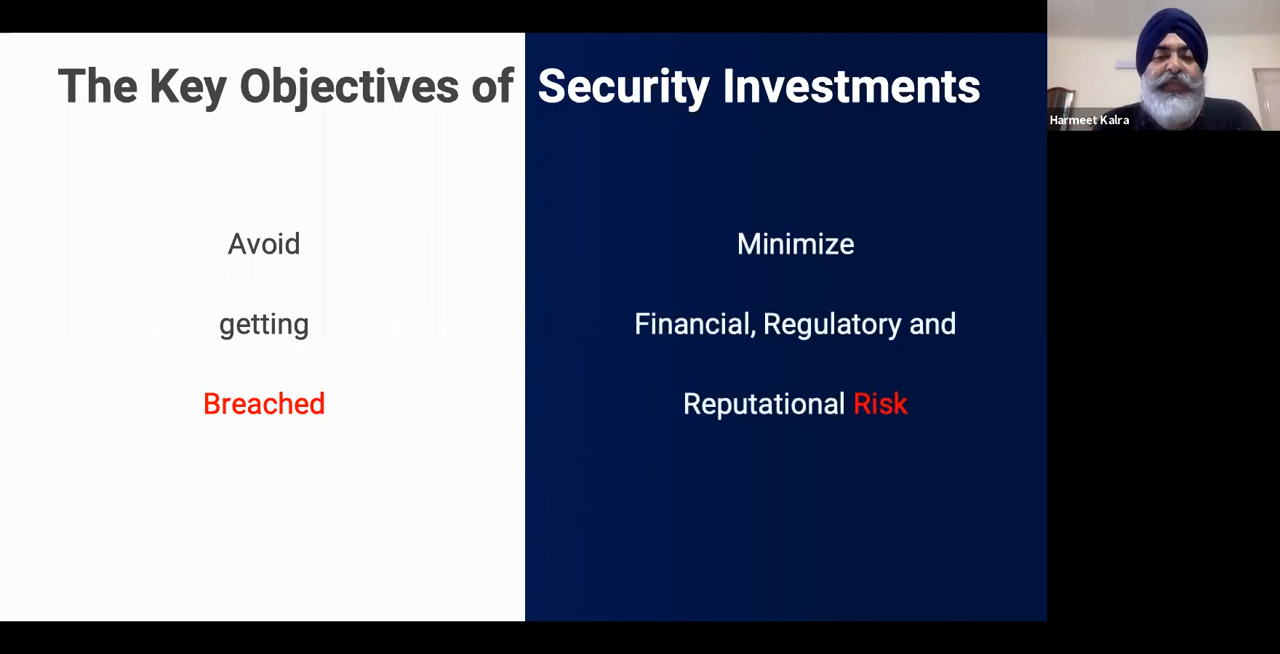 The Key Objectives of Security Investments
Avoid
getting
Breached
Minimize
Financial, Regulatory and
Reputational Risk
Harmeet Kalra